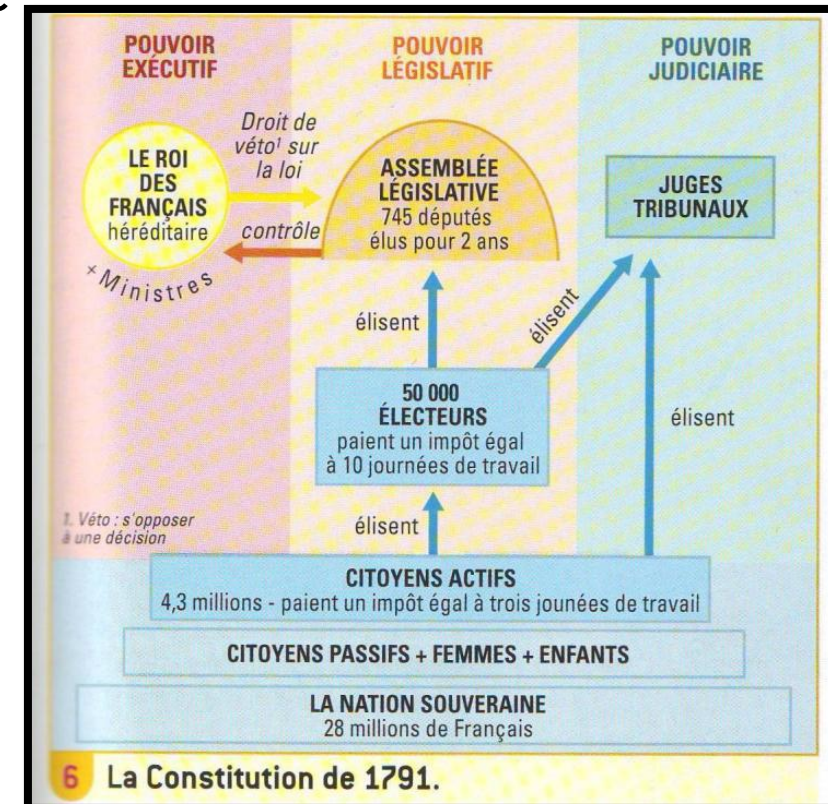 POUVOIR
EXÉCUTIF
POUVOIR
LÉGISLATIF
POUVOIR
JUDICIAIRE
Droit de
véto¹ sur
la loi
LE ROI
DES
FRANÇAIS
héréditaire
contrôle
+ Ministres
ASSEMBLÉE
LÉGISLATIVE
745 députés
élus pour 2 ans
JUGES
TRIBUNAUX
élisent
élisent
50 000
ÉLECTEURS
paient un impôt égal
à 10 journées de travail
élisent
1. Véto : s'opposer
à une décision
élisent
CITOYENS ACTIFS
4,3 millions - paient un impôt égal à trois jounées de travail
CITOYENS PASSIFS + FEMMES + ENFANTS
LA NATION SOUVERAINE
28 millions de Français
6 La Constitution de 1791.